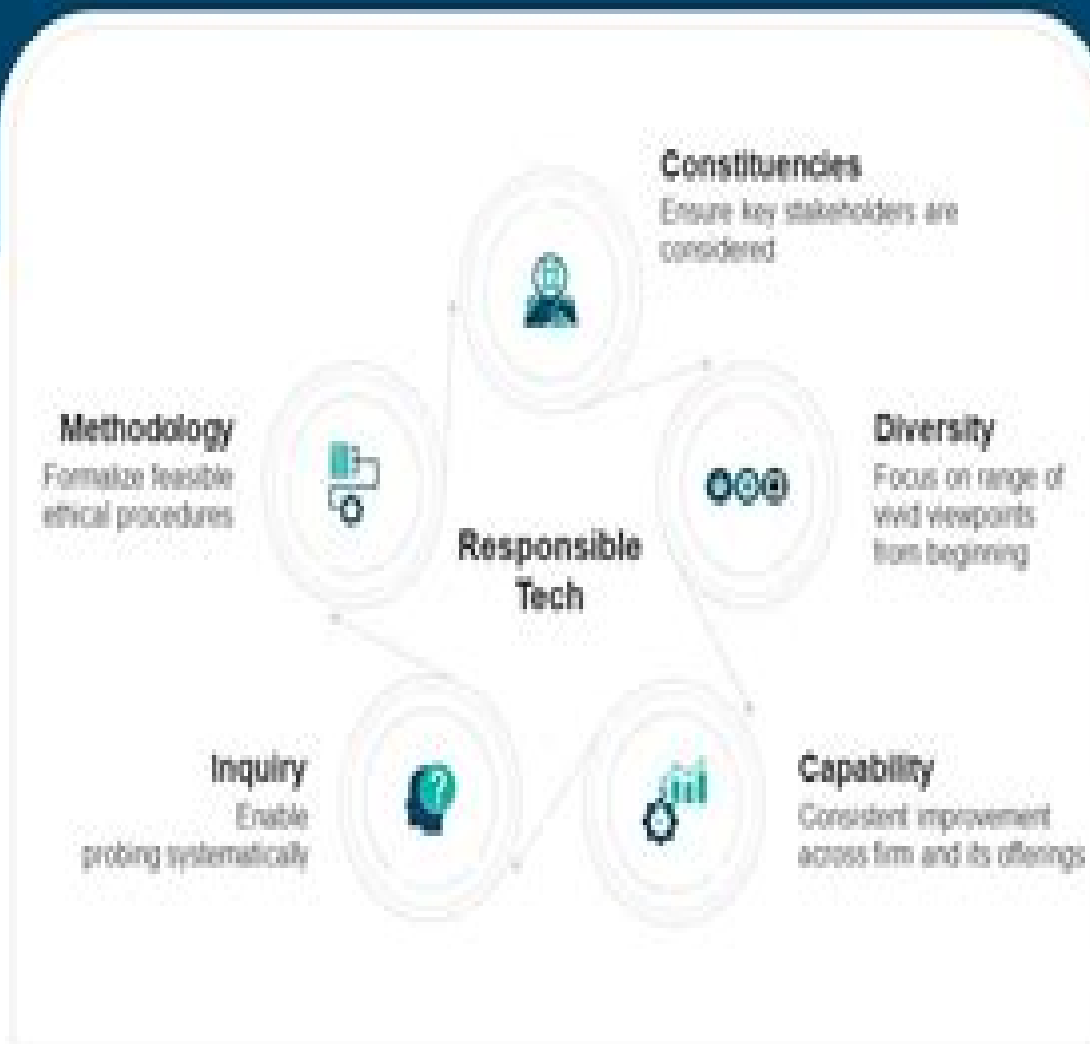 Constituencies
Ensure key stakeholders are
considered
Methodology
Formalize feasible
ethical procedures
Diversity
Focus on range of
vivid viewpoints
from beginning
Responsible
Tech
Inquiry
Enable
probing systematically
Capability
Consistent improvement
across firm and its offerings